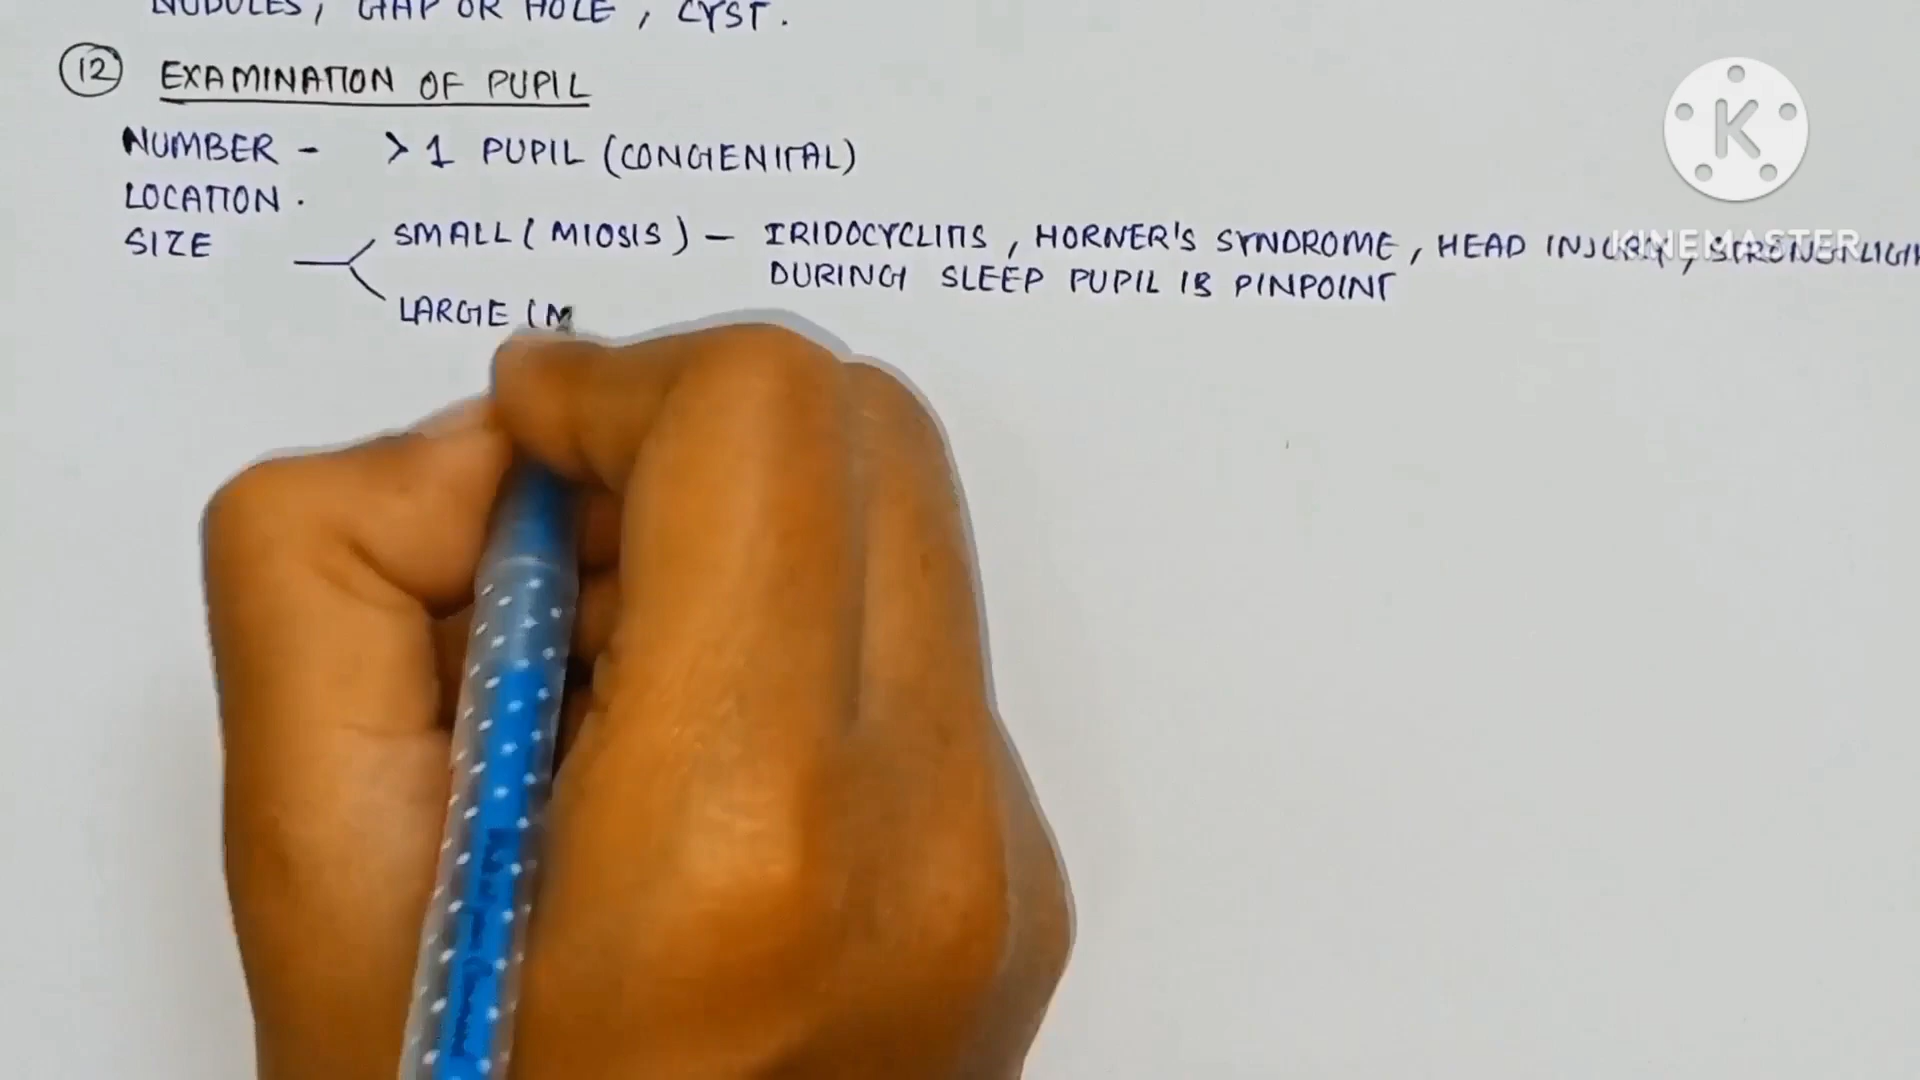 NODULES, GAP OR HOLE, CYST.
12 EXAMINATION OF PUPIL
NUMBER - > 1 PUPIL (CONGENITAL)
LOCATION.
SIZE
SMALL (MIOSIS) - IRIDOCYCLITIS, HORNER'S SYNDROME, HEAD INJURY,
DURING SLEEP PUPIL IS PINPOINT
LARGE (M
K
KINEMASTER